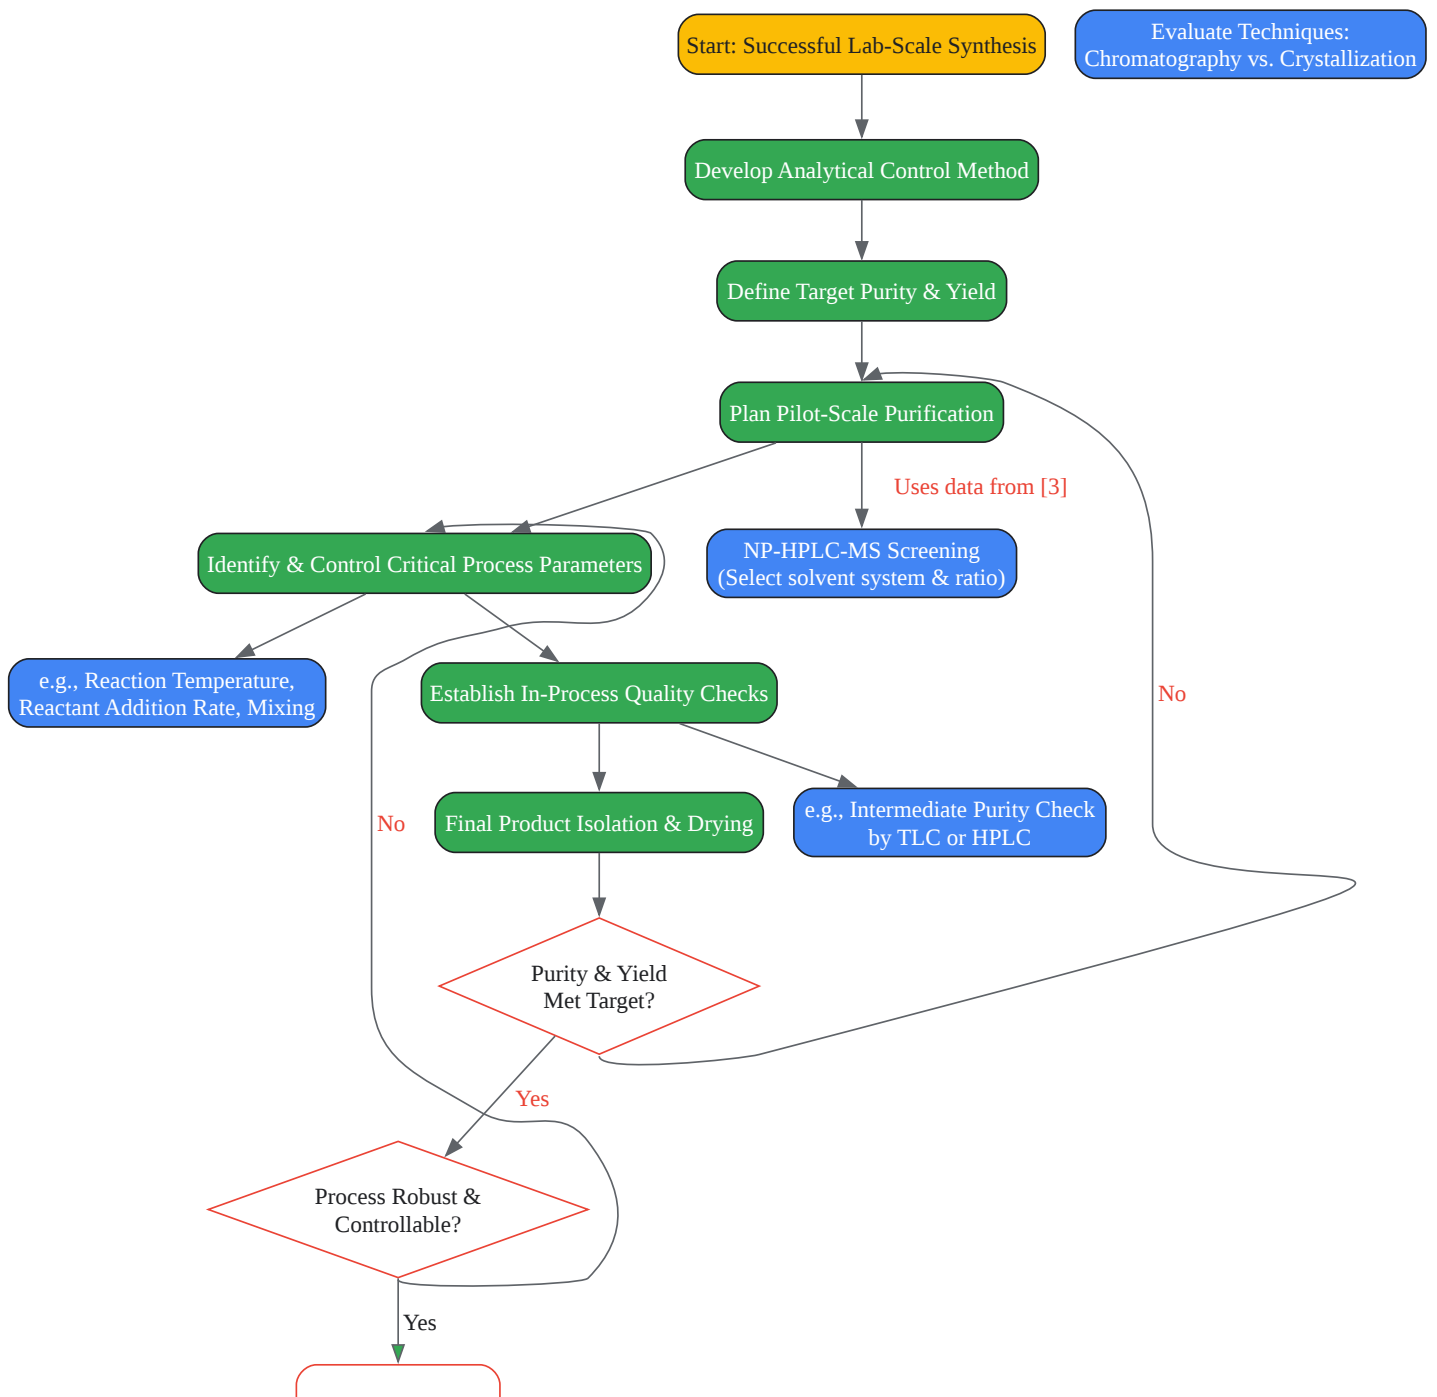 Start: Successful Lab-Scale Synthesis
Evaluate Techniques:
Chromatography vs. Crystallization
Develop Analytical Control Method
Define Target Purity & Yield
Plan Pilot-Scale Purification
Uses data from [3]
Identify & Control Critical Process Parameters
NP-HPLC-MS Screening
(Select solvent system & ratio)
e.g., Reaction Temperature,
Reactant Addition Rate, Mixing
Establish In-Process Quality Checks
No
No
Final Product Isolation & Drying
e.g., Intermediate Purity Check
by TLC or HPLC
Purity & Yield
Met Target?
Yes
Process Robust &
Controllable?
Yes